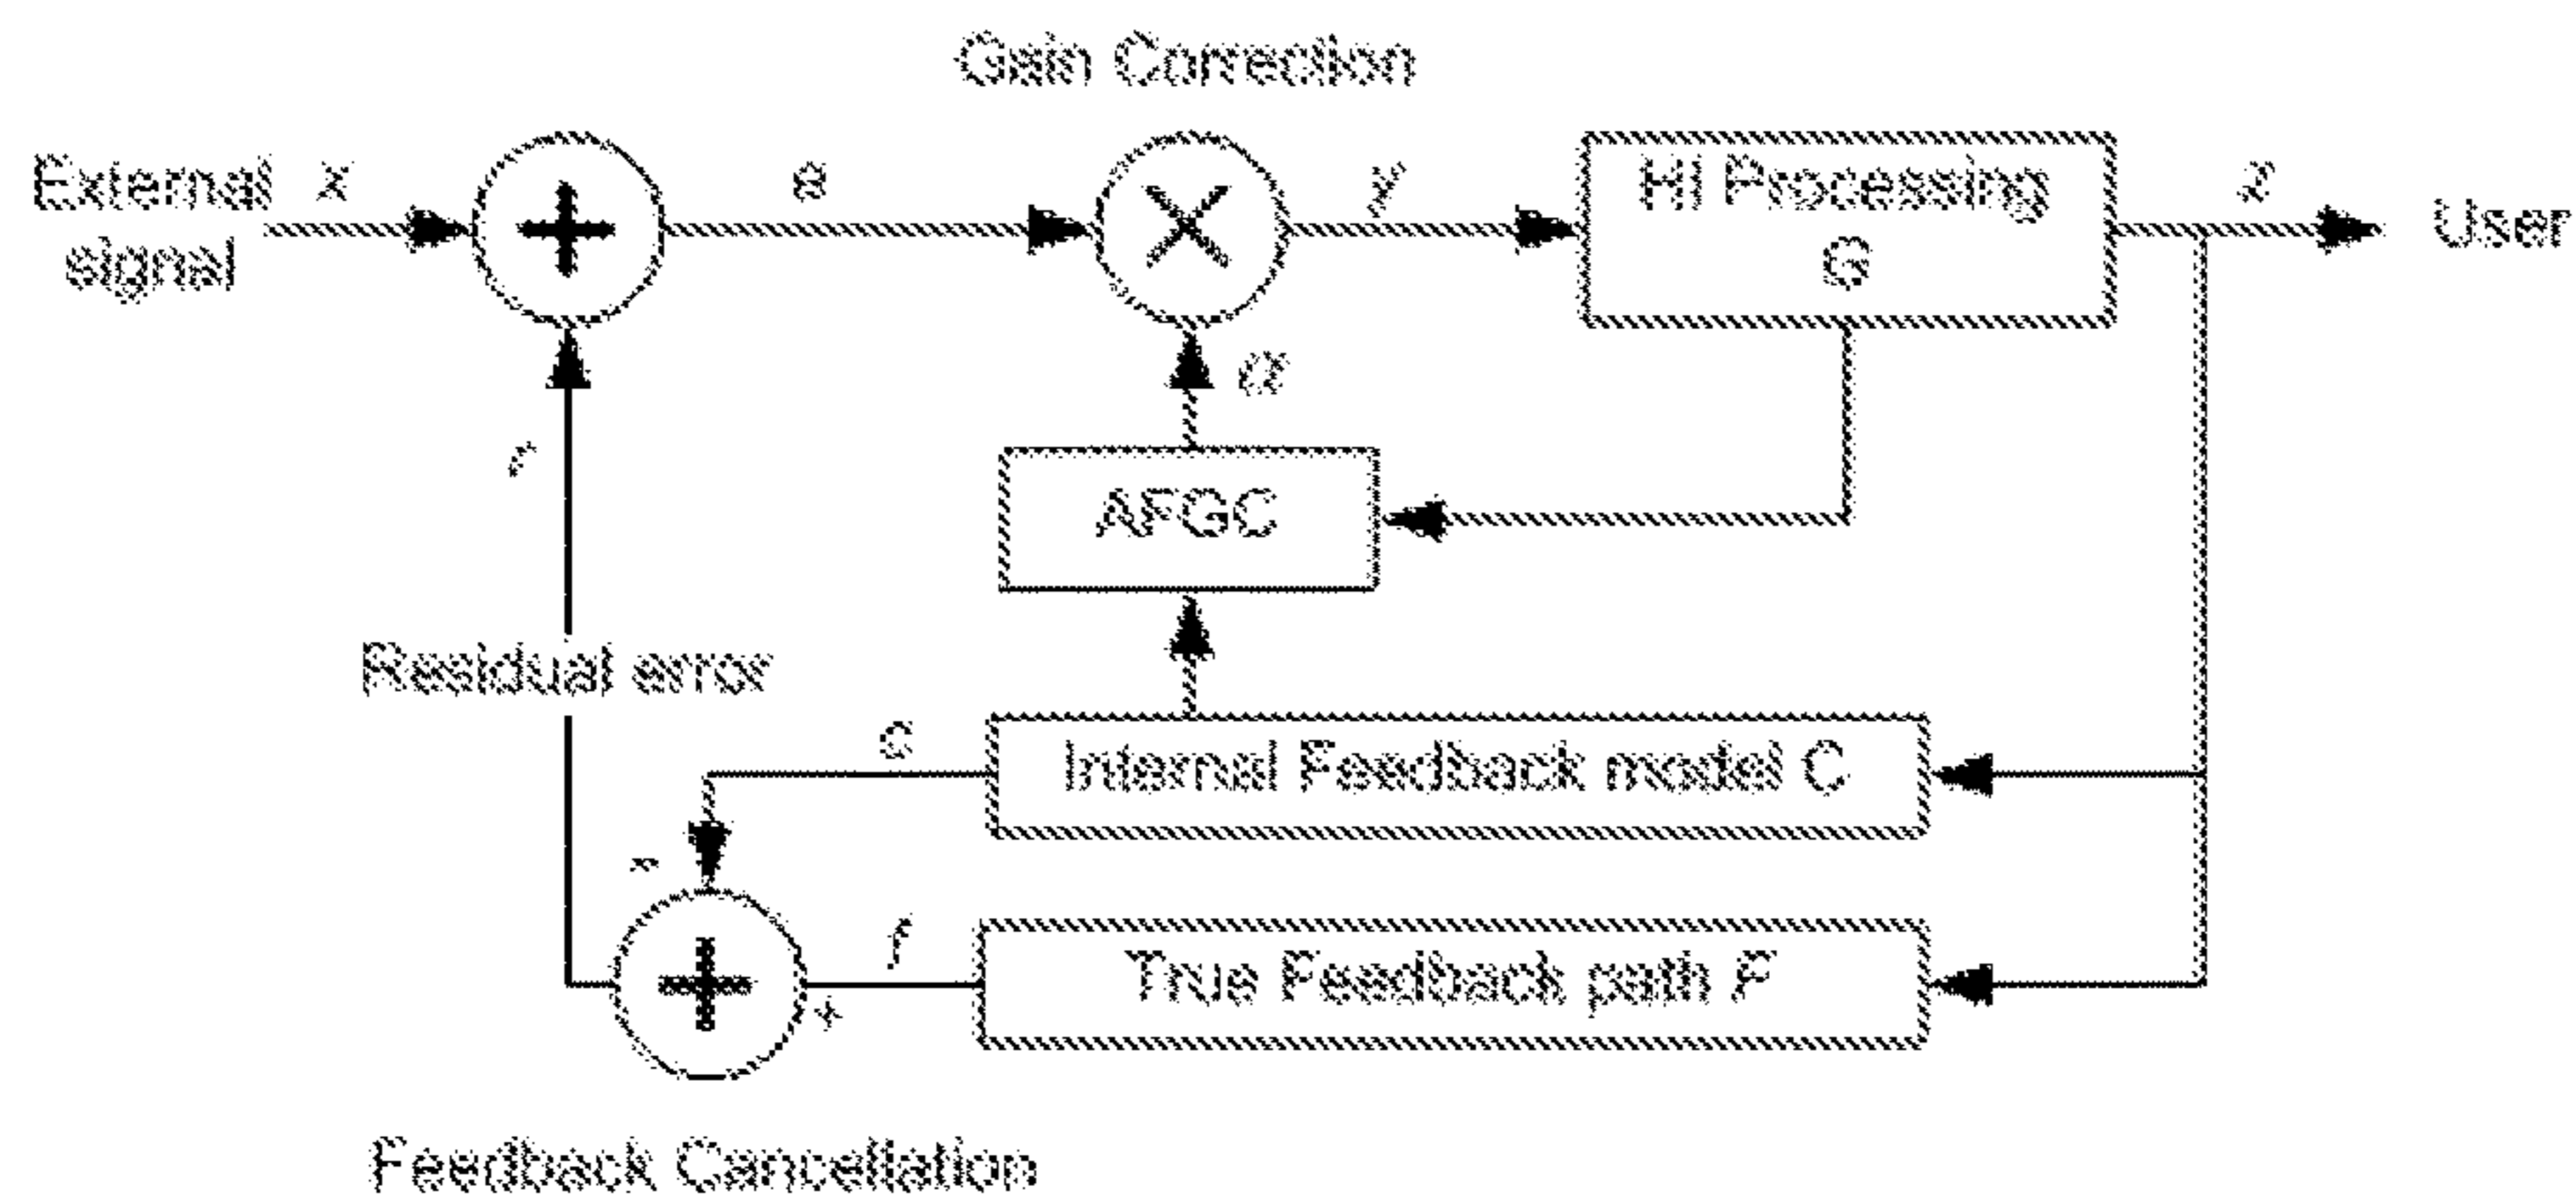 Gain Correction
External
signal
x
e
y
HI Processing
G
z
User
α
r
AFGC
Residual error
c
Internal Feedback model C
-
f
True Feedback path F
+
Feedback Cancellation